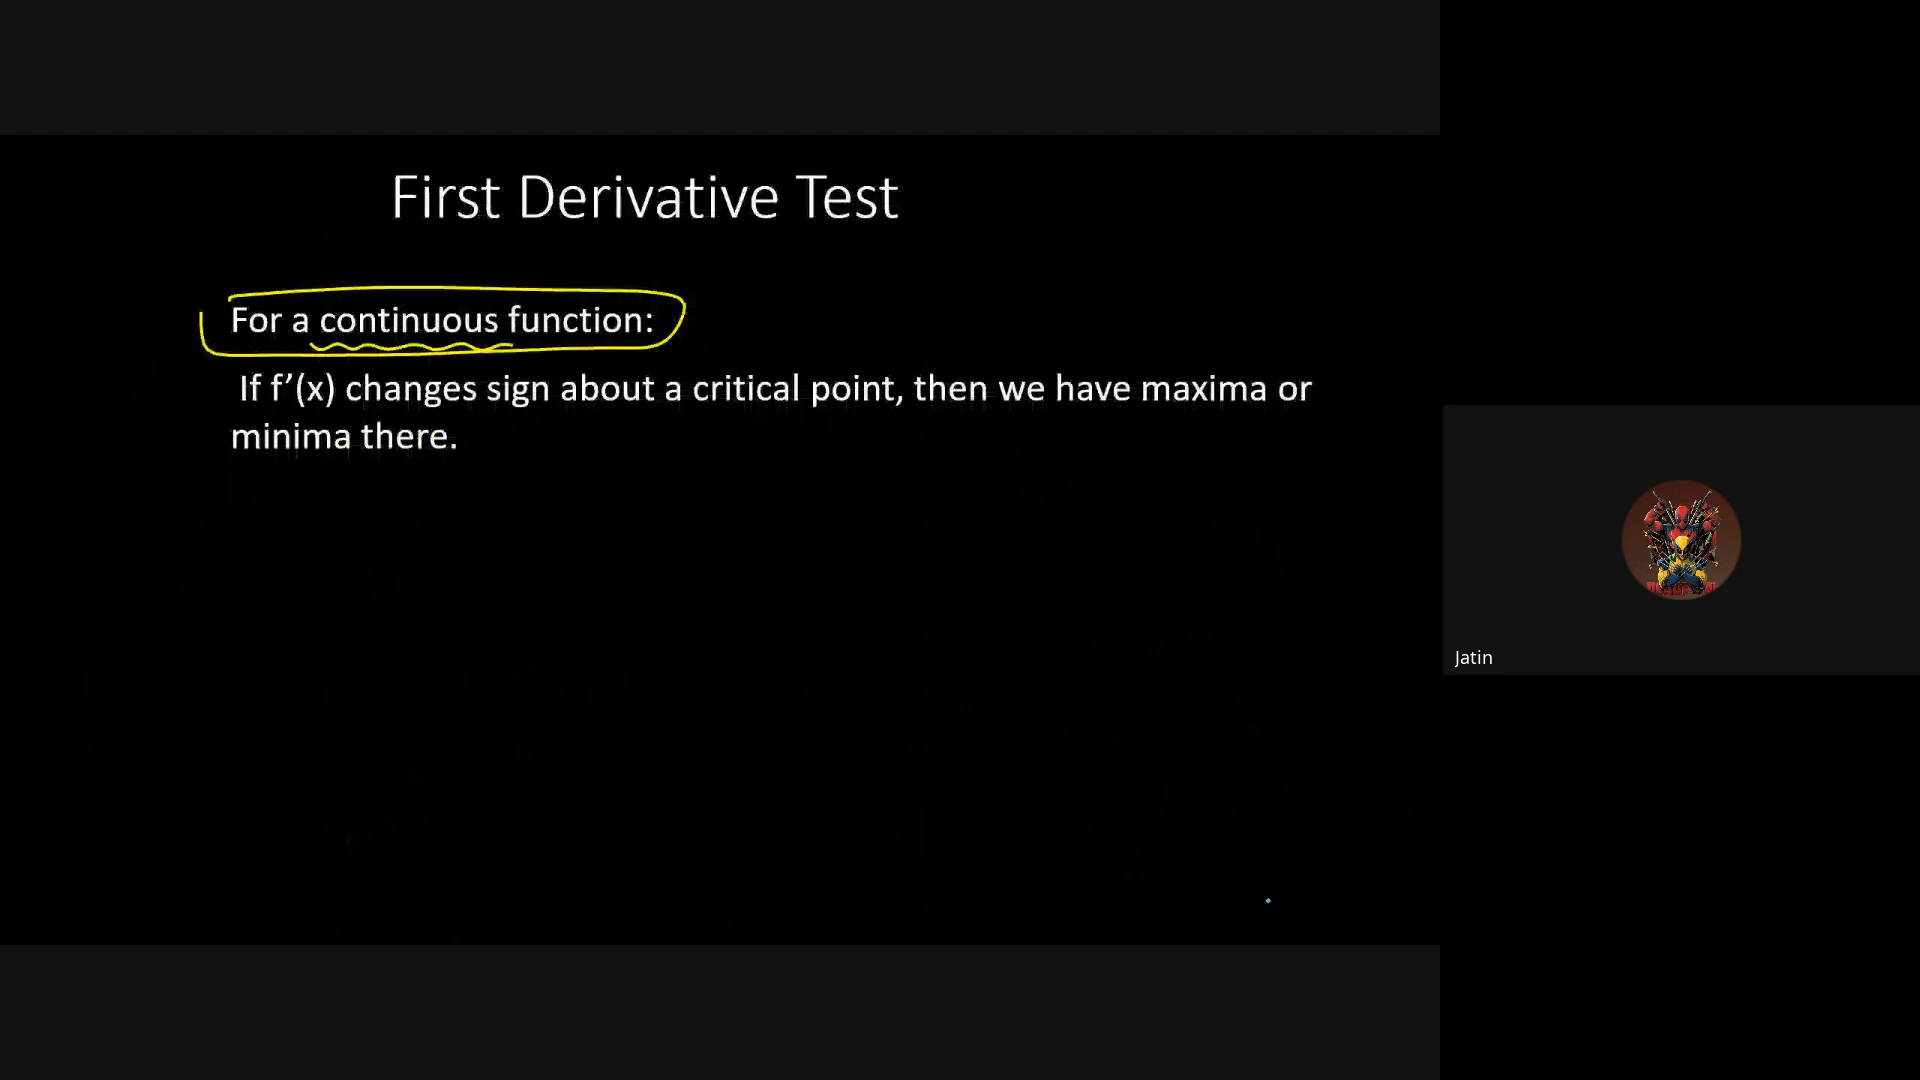 First Derivative Test
For a continuous function:
If f’(x) changes sign about a critical point, then we have maxima or
minima there.
Jatin